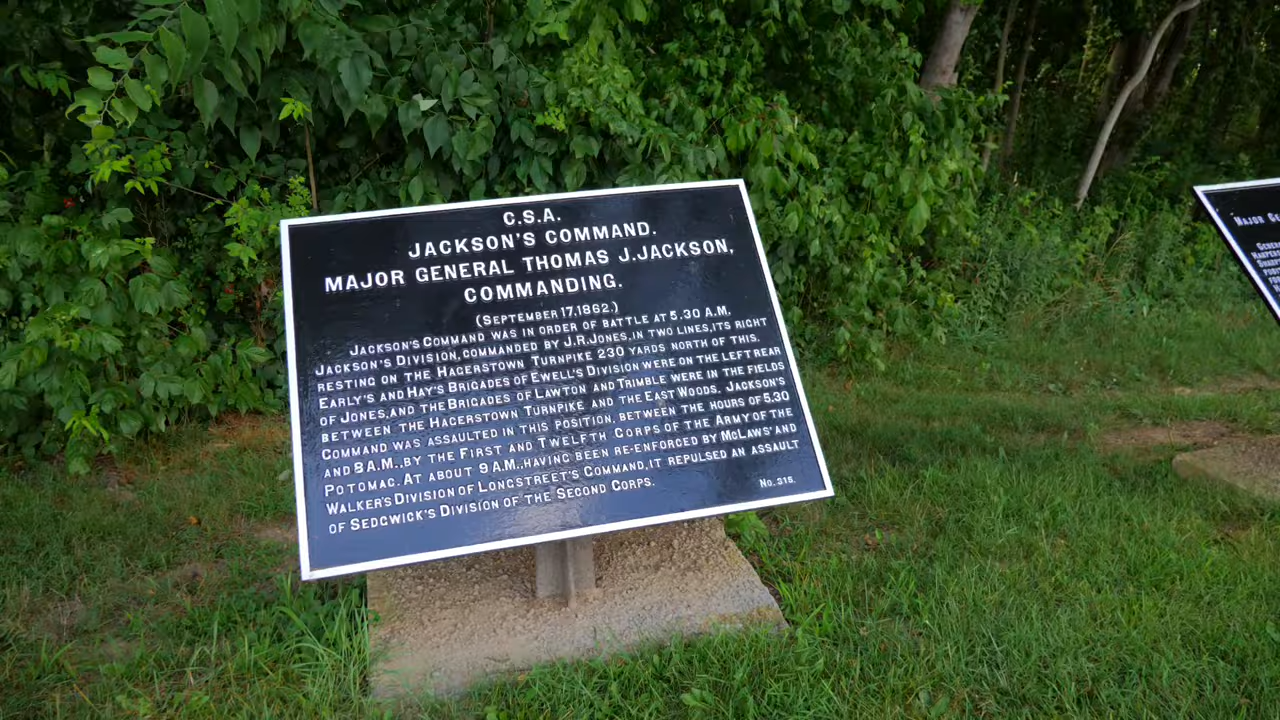 C.S.A.
JACKSON'S COMMAND.
MAJOR GENERAL THOMAS J. JACKSON,
COMMANDING.
(SEPTEMBER 17, 1862.)
JACKSON'S COMMAND WAS IN ORDER OF BATTLE AT 5.30 A.M.
JACKSON'S DIVISION, COMMANDED BY J.R. JONES, IN TWO LINES, ITS RIGHT
RESTING ON THE HAGERSTOWN TURNPIKE 230 YARDS NORTH OF THIS.
EARLY'S AND HAY'S BRIGADES OF EWELL'S DIVISION WERE ON THE LEFT REAR
OF JONES, AND THE BRIGADES OF LAWTON AND TRIMBLE WERE IN THE FIELDS
BETWEEN THE HAGERSTOWN TURNPIKE AND THE EAST WOODS. JACKSON'S
COMMAND WAS ASSAULTED IN THIS POSITION, BETWEEN THE HOURS OF 5.30
AND 8 A.M., BY THE FIRST AND TWELFTH CORPS OF THE ARMY OF THE
POTOMAC. AT ABOUT 9 A.M., HAVING BEEN RE-ENFORCED BY MCLAWS' AND
WALKER'S DIVISION OF LONGSTREET'S COMMAND, IT REPULSED AN ASSAULT
OF SEDGWICK'S DIVISION OF THE SECOND CORPS.
NO. 315.
MAJOR